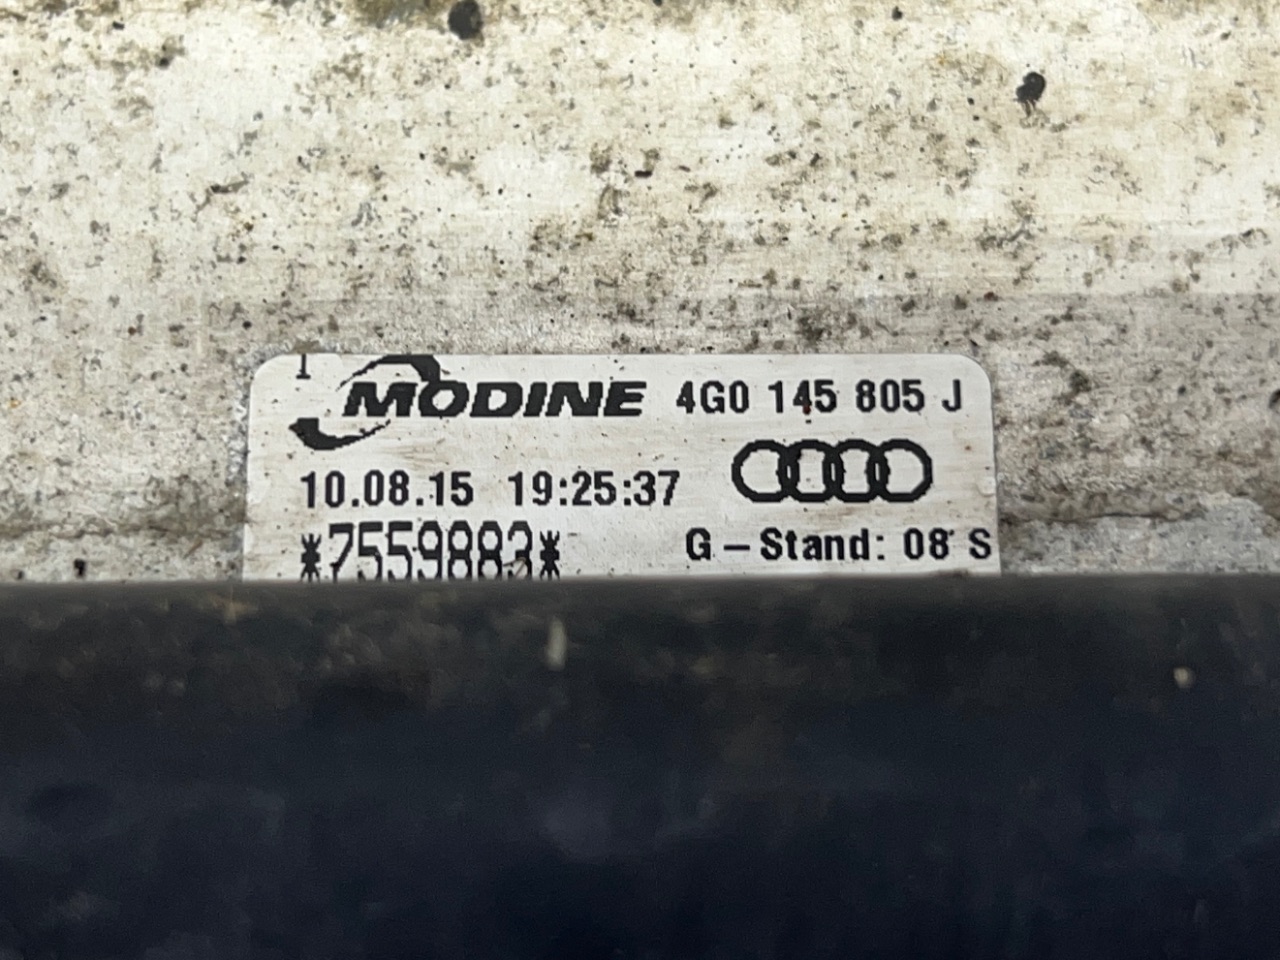 MODINE 4G0 145 805 J
10.08.15 19:25:37
*7559883* G-Stand: 08 S